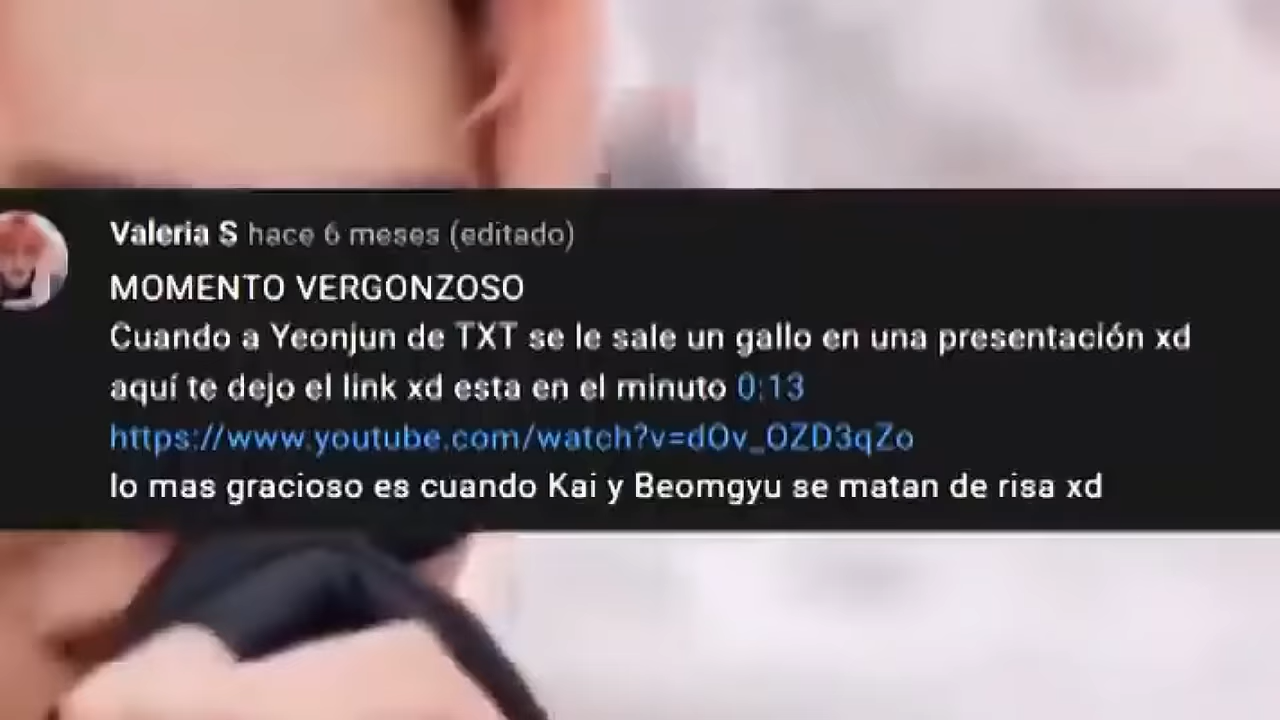 Valeria S hace 6 meses (editado)
MOMENTO VERGONZOSO
Cuando a Yeonjun de TXT se le sale un gallo en una presentación xd
aquí te dejo el link xd esta en el minuto 0:13
https://www.youtube.com/watch?v=dOv_OZD3qZo
lo mas gracioso es cuando Kai y Beomgyu se matan de risa xd